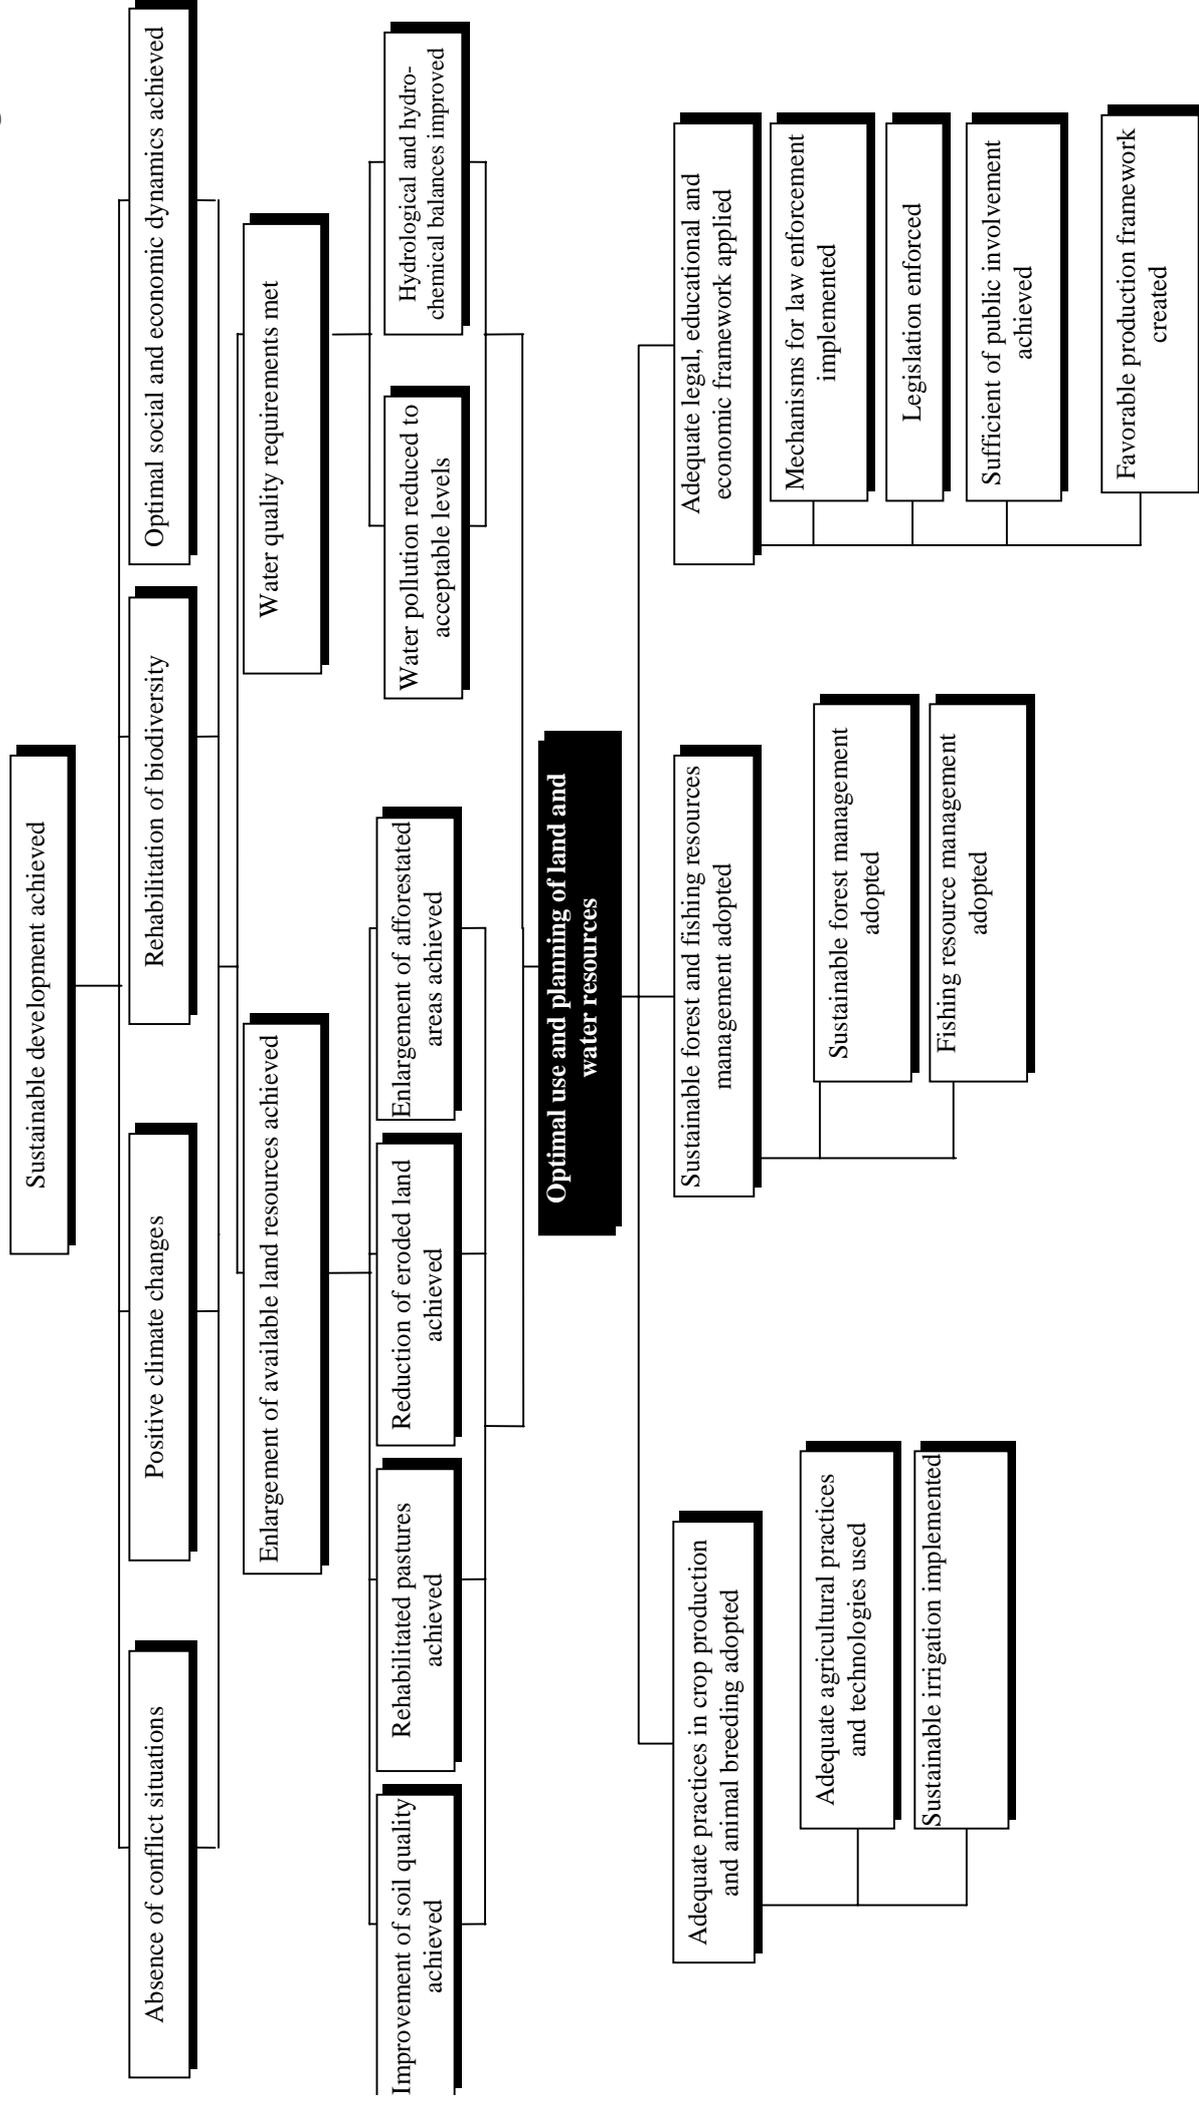 Sustainable development achieved
Absence of conflict situations
Positive climate changes
Rehabilitation of biodiversity
Optimal social and economic dynamics achieved
Enlargement of available land resources achieved
Water quality requirements met
Improvement of soil quality
achieved
Rehabilitated pastures
achieved
Reduction of eroded land
achieved
Enlargement of afforestated
areas achieved
Water pollution reduced to
acceptable levels
Hydrological and hydro-
chemical balances improved
Optimal use and planning of land and
water resources
Adequate practices in crop production
and animal breeding adopted
Adequate agricultural practices
and technologies used
Sustainable irrigation implemented
Sustainable forest and fishing resources
management adopted
Sustainable forest management
adopted
Fishing resource management
adopted
Adequate legal, educational and
economic framework applied
Mechanisms for law enforcement
implemented
Legislation enforced
Sufficient of public involvement
achieved
Favorable production framework
created